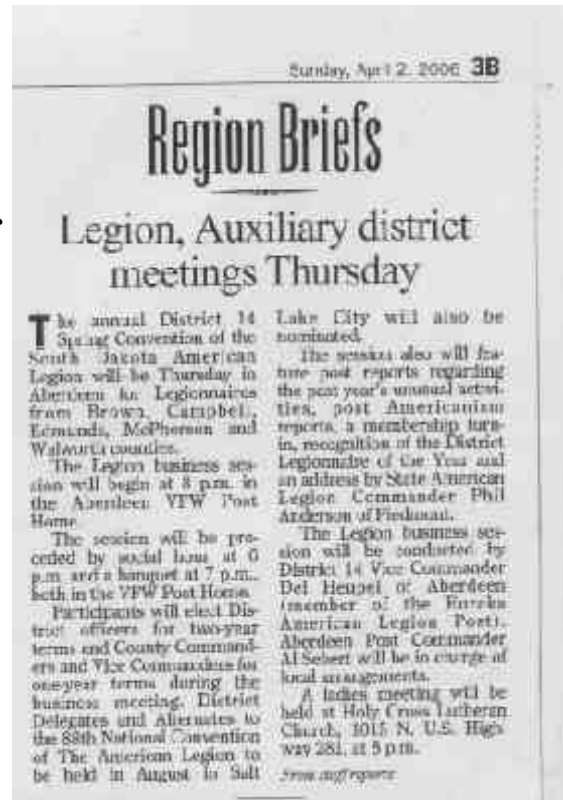 Sunday, April 2, 2006 3B
Region Briefs
Legion, Auxiliary district
meetings Thursday
The annual District 14
Spring Convention of the
South Dakota American
Legion will be Thursday in
Aberdeen for Legionnaires
from Brown, Campbell,
Edmunds, McPherson and
Walworth counties.
The Legion business ses-
sion will begin at 8 p.m. in
the Aberdeen VFW Post
Home.
The session will be pre-
ceded by social hour at 6
p.m. and a banquet at 7 p.m.,
both in the VFW Post Home.
Participants will elect Dis-
trict officers for two-year
terms and County Command-
ers and Vice Commanders for
one-year terms during the
business meeting. District
Delegates and Alternates to
the 88th National Convention
of The American Legion to
be held in August in Salt
Lake City will also be
nominated.
The session also will fea-
ture post reports regarding
the past year's unusual activi-
ties, post Americanism
reports, a membership turn-
in, recognition of the District
Legionnaire of the Year and
an address by State American
Legion Commander Phil
Anderson of Piedmont.
The Legion business ses-
sion will be conducted by
District 14 Vice Commander
Del Heupel of Aberdeen
(member of the Eureka
American Legion Post).
Aberdeen Post Commander
Al Sebert will be in charge of
local arrangements.
A ladies meeting will be
held at Holy Cross Lutheran
Church, 1015 N. U.S. High
way 281, at 5 p.m.
From staff reports